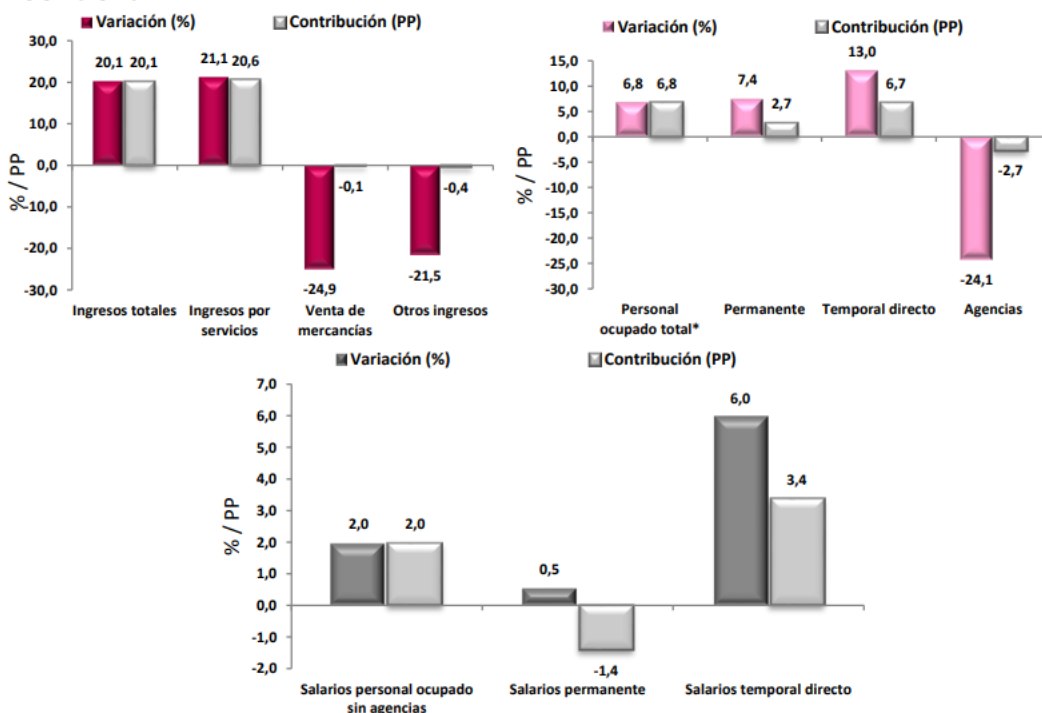 Variación (%) Contribución (PP)
30,0
20,0
10,0
0,0
-10,0
-20,0
-30,0
% / PP
20,1 20,1
21,1 20,6
-24,9 -0,1
-21,5 -0,4
Ingresos totales
Ingresos por servicios
Venta de mercancías
Otros ingresos
Variación (%) Contribución (PP)
15,0
10,0
5,0
0,0
-5,0
-10,0
-15,0
-20,0
-25,0
-30,0
% / PP
6,8 6,8
7,4 2,7
13,0 6,7
-24,1 -2,7
Personal ocupado total*
Permanente
Temporal directo
Agencias
Variación (%) Contribución (PP)
7,0
6,0
5,0
4,0
3,0
2,0
1,0
0,0
-1,0
-2,0
% / PP
2,0 2,0
0,5 -1,4
6,0 3,4
Salarios personal ocupado sin agencias
Salarios permanente
Salarios temporal directo